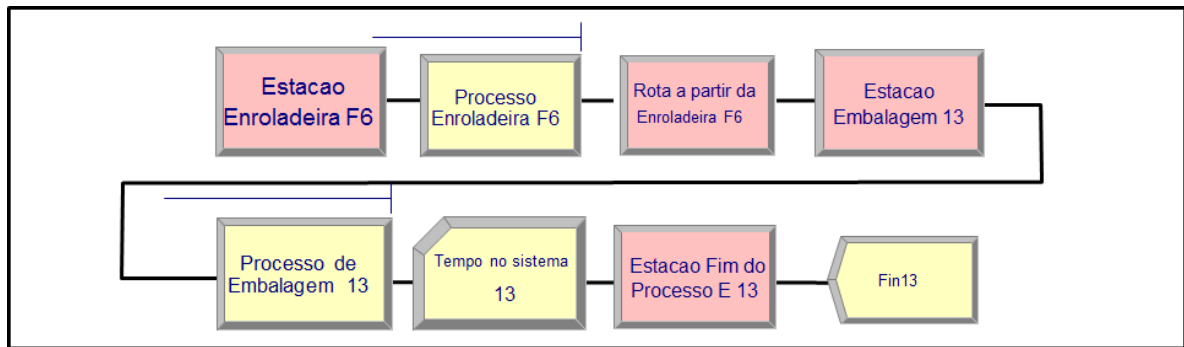 Estacao
Enroladeira F6
Processo
Enroladeira F6
Rota a partir da
Enroladeira F6
Estacao
Embalagem 13
Processo de
Embalagem 13
Tempo no sistema
13
Estacao Fim do
Processo E 13
Fin13